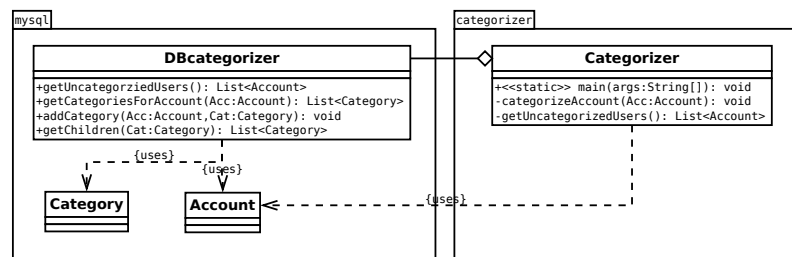 mysql
categorizer
DBcategorizer
+getUncategorziedUsers(): List<Account>
+getCategoriesForAccount(Acc:Account): List<Category>
+addCategory(Acc:Account,Cat:Category): void
+getChildren(Cat:Category): List<Category>
Categorizer
+<<static>> main(args:String[]): void
-categorizeAccount(Acc:Account): void
-getUncategorizedUsers(): List<Account>
{uses}
{uses}
{uses}
Category
Account